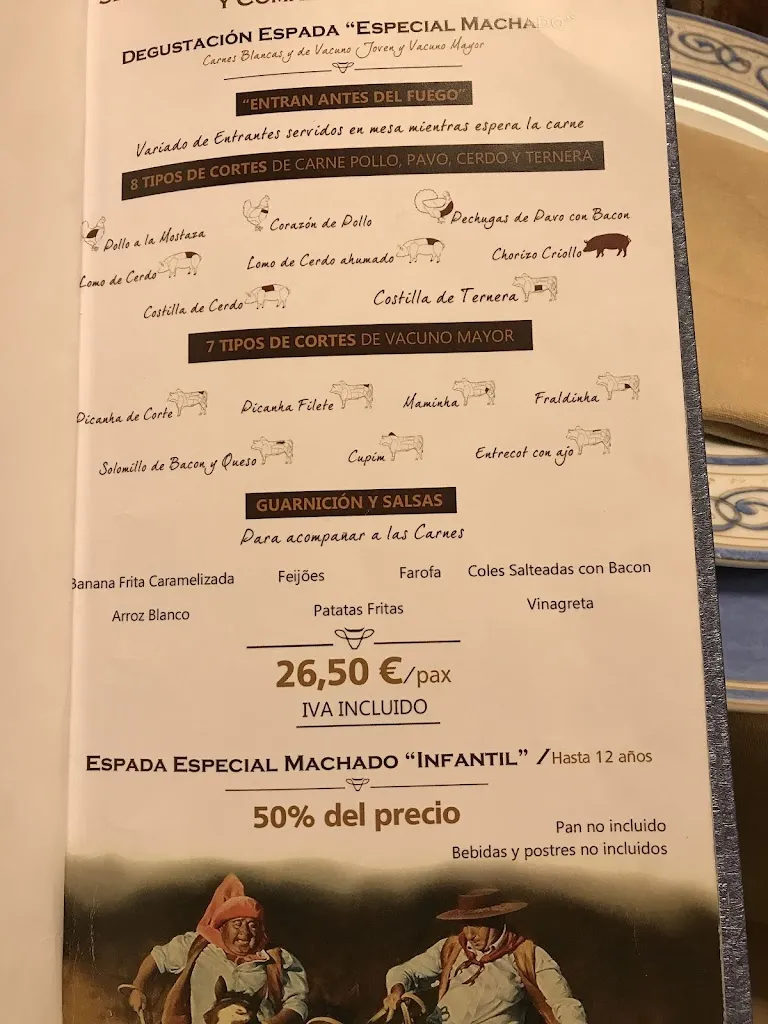 Y
DEGUSTACIÓN ESPADA “ESPECIAL MACHADO”
Carnes Blancas y de Vacuno Joven y Vacuno Mayor
“ENTRAN ANTES DEL FUEGO”
Variado de Entrantes servidos en mesa mientras espera la carne
8 TIPOS DE CORTES DE CARNE POLLO, PAVO, CERDO Y TERNERA
Pollo a la Mostaza Corazón de Pollo Pechugas de Pavo con Bacon
Lomo de Cerdo Lomo de Cerdo ahumado Chorizo Criollo
Costilla de Cerdo Costilla de Ternera
7 TIPOS DE CORTES DE VACUNO MAYOR
Picanha de Corte Picanha Filete Maminha Fraldinha
Solomillo de Bacon y Queso Cupim Entrecot con ajo
GUARNICIÓN Y SALSAS
Para acompañar a las Carnes
Banana Frita Caramelizada Feijões Farofa Coles Salteadas con Bacon
Arroz Blanco Patatas Fritas Vinagreta
26,50 €/pax
IVA INCLUIDO
ESPADA ESPECIAL MACHADO “INFANTIL” / Hasta 12 años
50% del precio
Pan no incluido
Bebidas y postres no incluidos